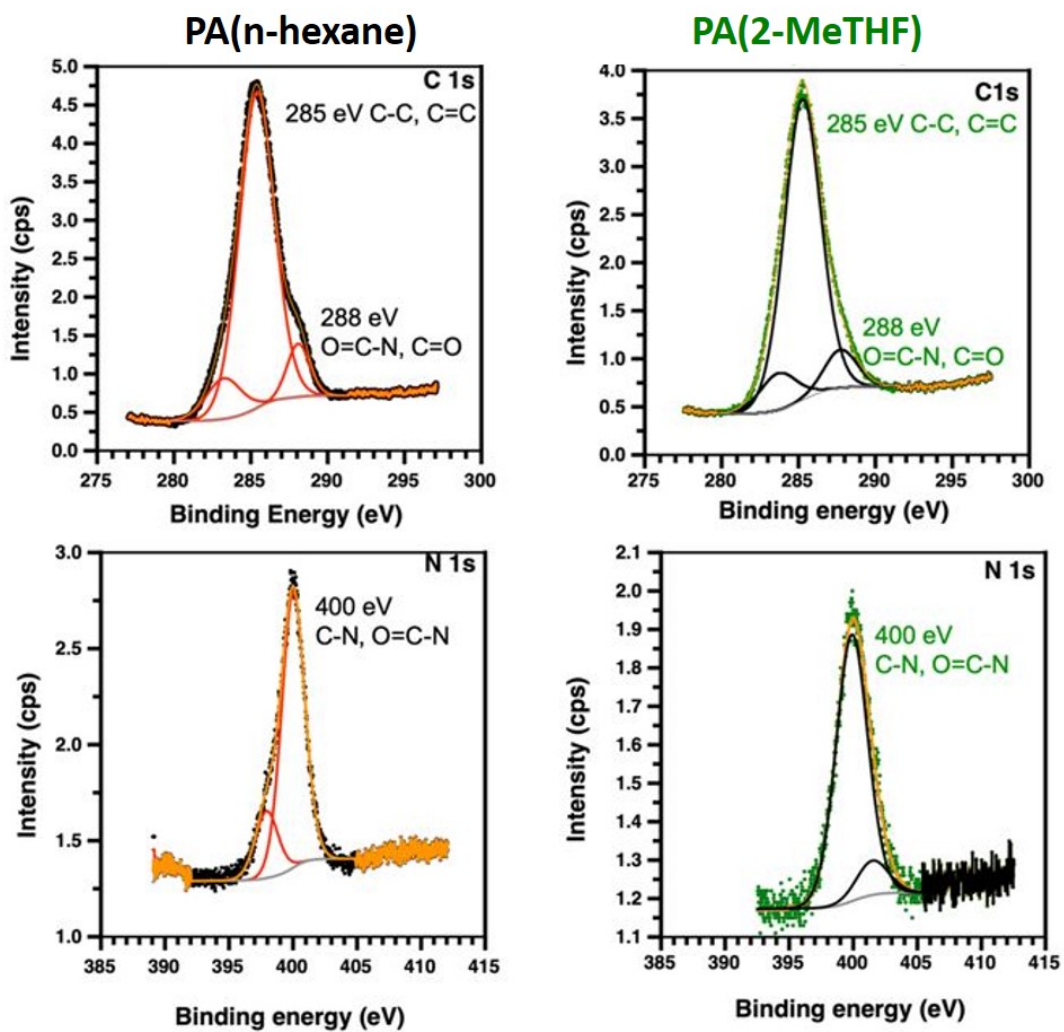 PA(n-hexane)
PA(2-MeTHF)
C 1s
285 eV C-C, C=C
288 eV
O=C-N, C=O
Intensity (cps)
5.0
4.5
4.0
3.5
3.0
2.5
2.0
1.5
1.0
0.5
0.0
275 280 285 290 295 300
Binding Energy (eV)
C1s
285 eV C-C, C=C
288 eV
O=C-N, C=O
Intensity (cps)
4.0
3.5
3.0
2.5
2.0
1.5
1.0
0.5
0.0
275 280 285 290 295 300
Binding energy (eV)
N 1s
400 eV
C-N, O=C-N
Intensity (cps)
3.0
2.5
2.0
1.5
1.0
385 390 395 400 405 410 415
Binding energy (eV)
N 1s
400 eV
C-N, O=C-N
Intensity (cps)
2.1
2.0
1.9
1.8
1.7
1.6
1.5
1.4
1.3
1.2
1.1
385 390 395 400 405 410 415
Binding energy (eV)